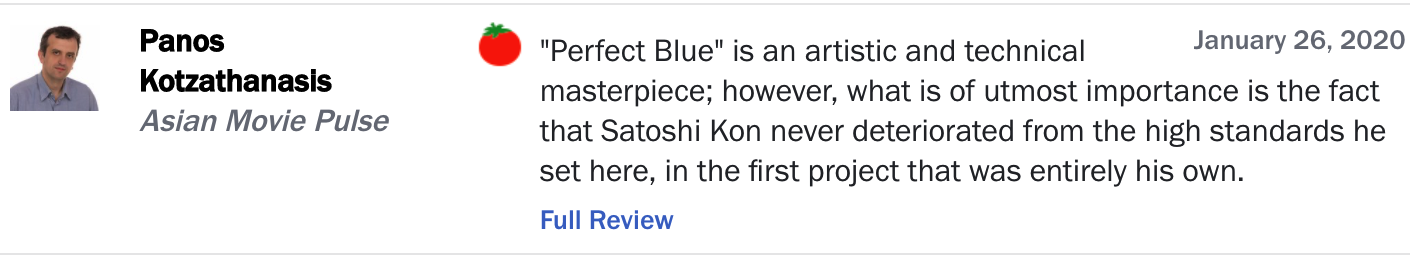 Panos
Kotzathanasis
Asian Movie Pulse
"Perfect Blue" is an artistic and technical
masterpiece; however, what is of utmost importance is the fact
that Satoshi Kon never deteriorated from the high standards he
set here, in the first project that was entirely his own.
Full Review
January 26, 2020